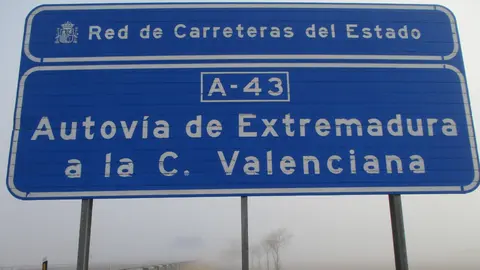 Red de Carreteras del Estado
A-43
Autovía de Extremadura
a la C. Valenciana